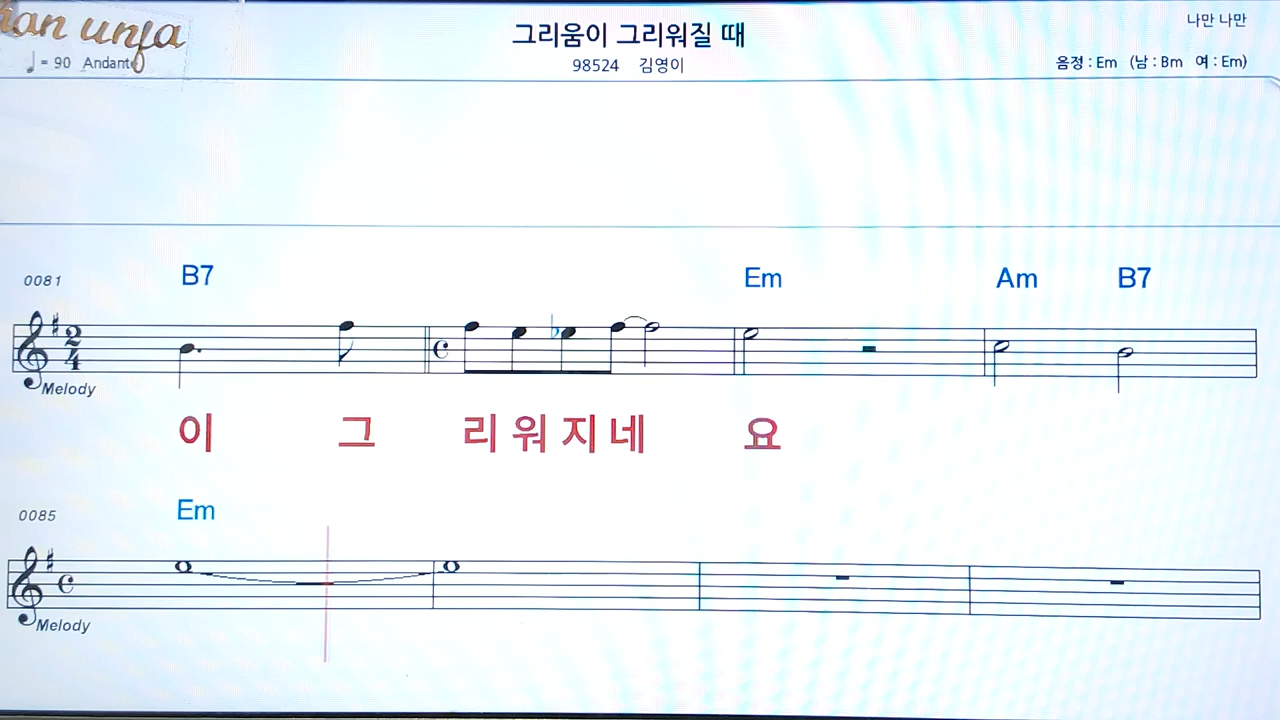 나만 나만
그리움이 그리워질 때
= 90 Andante
98524 김영이
음정 : Em (남 : Bm 여 : Em)
0081
B7 Em Am B7
2
4
Melody
이 그 리 워 지 네 요
0085
Em
Melody